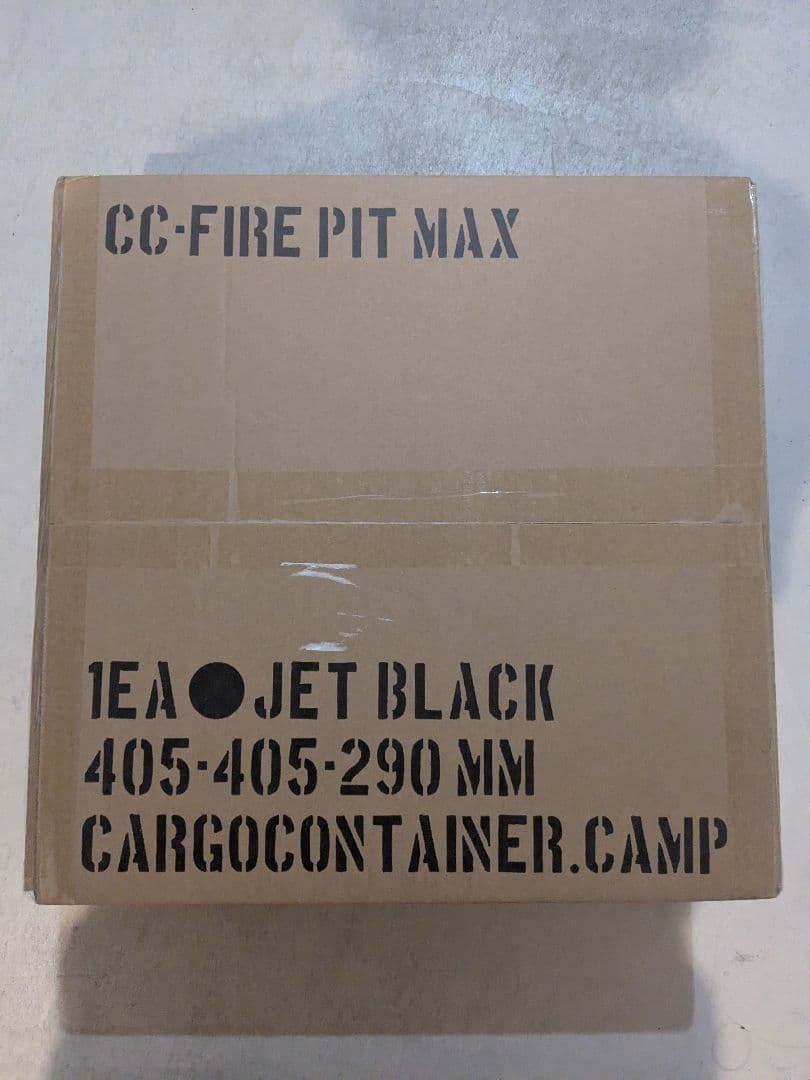 CC-FIRE PIT MAX
1EA●JET BLACK
405-405-290 MM
CARGOCONTAINER.CAMP